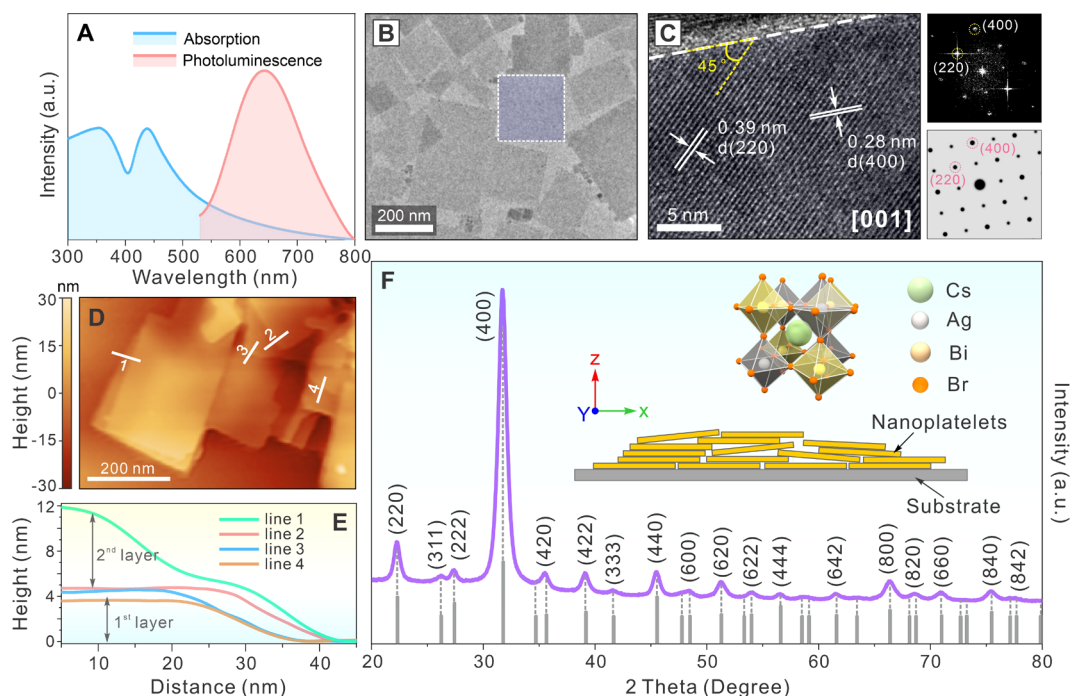 A
Absorption
Photoluminescence
Intensity (a.u.)
300 400 500 600 700 800
Wavelength (nm)
B
200 nm
C
45°
0.39 nm
d(220)
0.28 nm
d(400)
5 nm
[001]
(400)
(220)
(400)
(220)
nm
30
15
0
-15
-30
Height (nm)
D
1
2
3
4
200 nm
E
12
8
4
0
Height (nm)
line 1
line 2
line 3
line 4
2nd layer
1st layer
5 15 25 35 45
Distance (nm)
F
(220)
(311)
(222)
(400)
(420)
(422)
(333)
(440)
(600)
(620)
(622)
(444)
(642)
(800)
(820)
(660)
(840)
(842)
Cs
Ag
Bi
Br
Z
Y
X
Nanoplatelets
Substrate
Intensity (a.u.)
20 30 40 50 60 70 80
2 Theta (Degree)